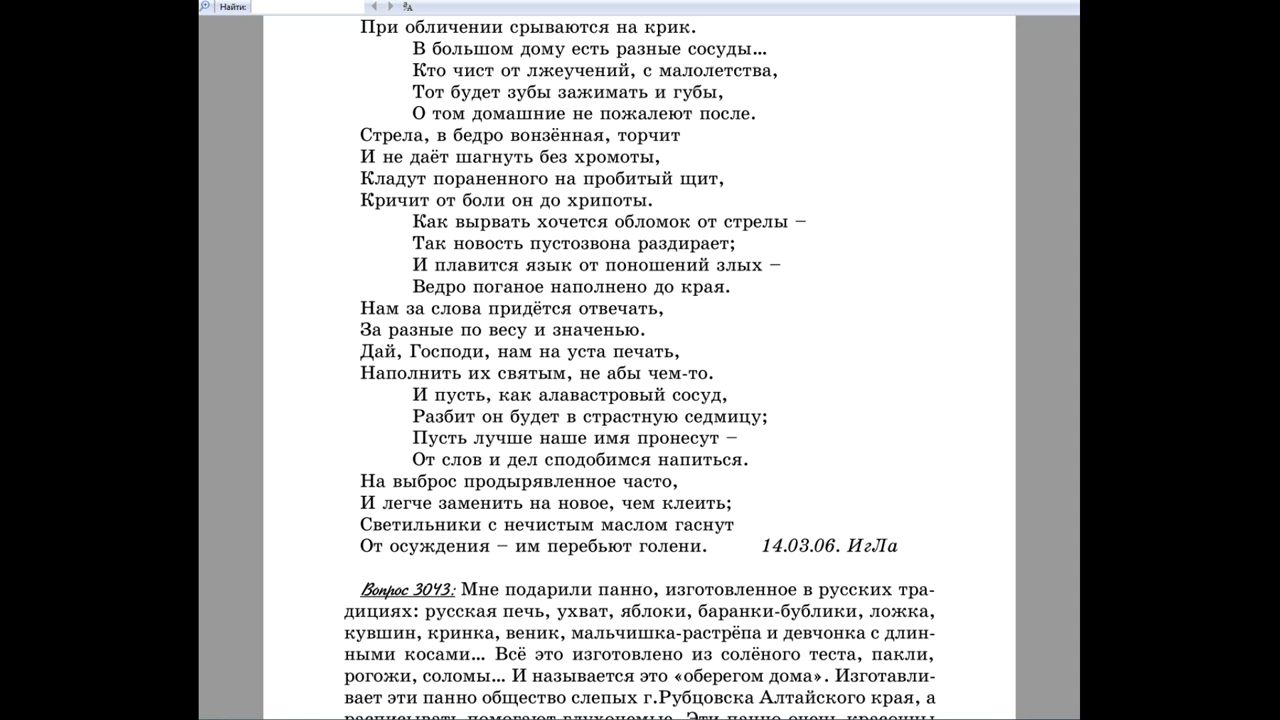 Найти:
При обличении срываются на крик.
В большом дому есть разные сосуды...
Кто чист от лжеучений, с малолетства,
Тот будет зубы зажимать и губы,
О том домашние не пожалеют после.
Стрела, в бедро вонзённая, торчит
И не даёт шагнуть без хромоты,
Кладут пораненного на пробитый щит,
Кричит от боли он до хрипоты.
Как вырвать хочется обломок от стрелы –
Так новость пустозвона раздирает;
И плавится язык от поношений злых –
Ведро поганое наполнено до края.
Нам за слова придётся отвечать,
За разные по весу и значенью.
Дай, Господи, нам на уста печать,
Наполнить их святым, не абы чем-то.
И пусть, как алавастровый сосуд,
Разбит он будет в страстную седмицу;
Пусть лучше наше имя пронесут –
От слов и дел сподобимся напиться.
На выброс продырявленное часто,
И легче заменить на новое, чем клеить;
Светильники с нечистым маслом гаснут
От осуждения – им перебьют голени. 14.03.06. ИгЛа
Вопрос 3043: Мне подарили панно, изготовленное в русских тра-
дициях: русская печь, ухват, яблоки, баранки-бублики, ложка,
кувшин, кринка, веник, мальчишка-растрёпа и девчонка с длин-
ными косами... Всё это изготовлено из солёного теста, пакли,
рогожи, соломы... И называется это «оберегом дома». Изготавли-
вает эти панно общество слепых г.Рубцовска Алтайского края, а
расписывать помогают глухонемые. Эти панно очень красочны